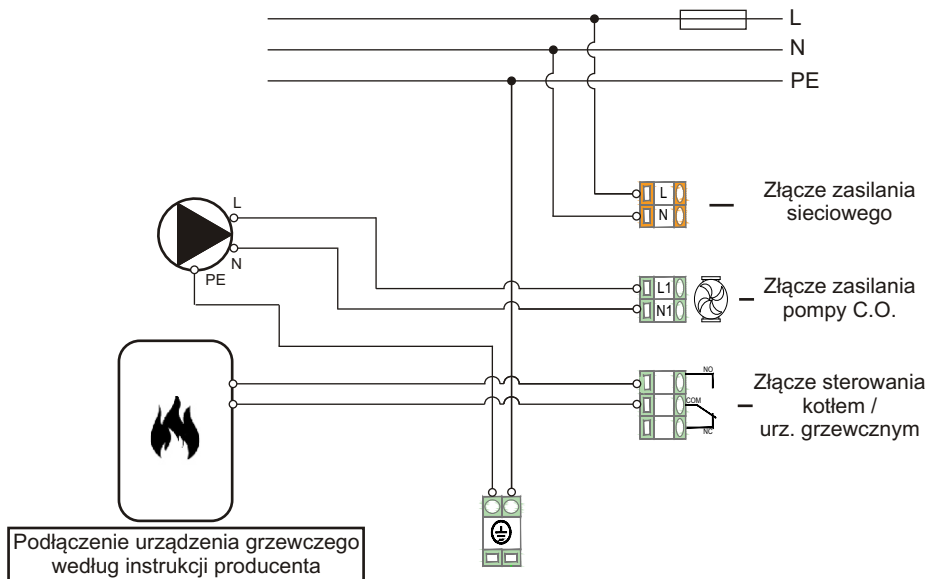 L
N
PE
L
N
Złącze zasilania
sieciowego
L
N
PE
L1
N1
Złącze zasilania
pompy C.O.
NO
COM
NC
Złącze sterowania
kotłem /
urz. grzewcznym
Podłączenie urządzenia grzewczego
według instrukcji producenta